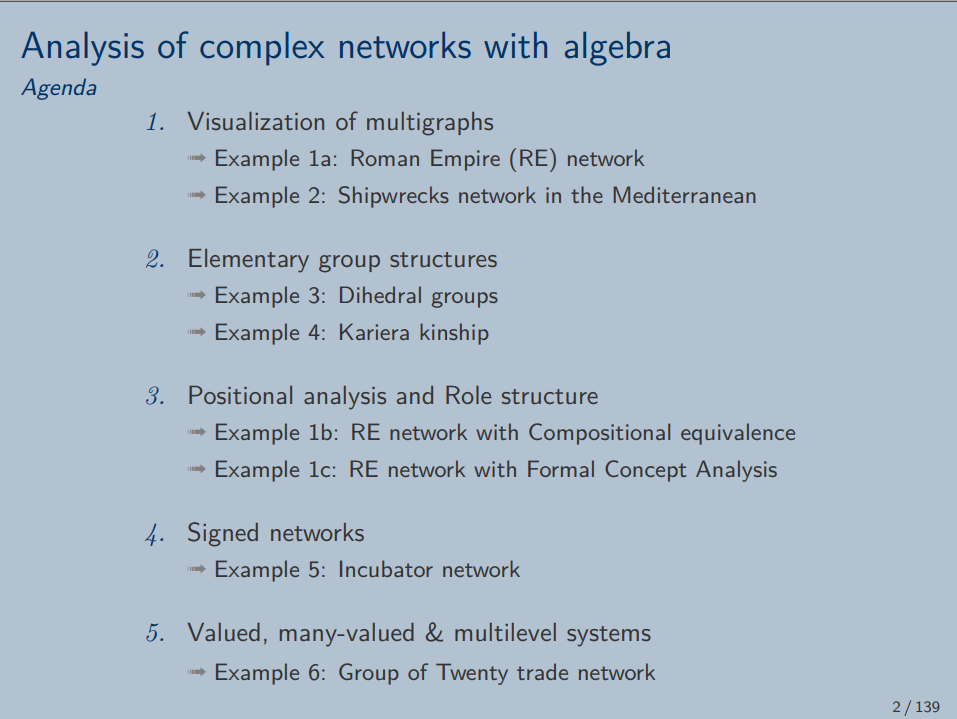 Analysis of complex networks with algebra
Agenda
1. Visualization of multigraphs
➟ Example 1a: Roman Empire (RE) network
➟ Example 2: Shipwrecks network in the Mediterranean
2. Elementary group structures
➟ Example 3: Dihedral groups
➟ Example 4: Kariera kinship
3. Positional analysis and Role structure
➟ Example 1b: RE network with Compositional equivalence
➟ Example 1c: RE network with Formal Concept Analysis
4. Signed networks
➟ Example 5: Incubator network
5. Valued, many-valued & multilevel systems
➟ Example 6: Group of Twenty trade network
2 / 139